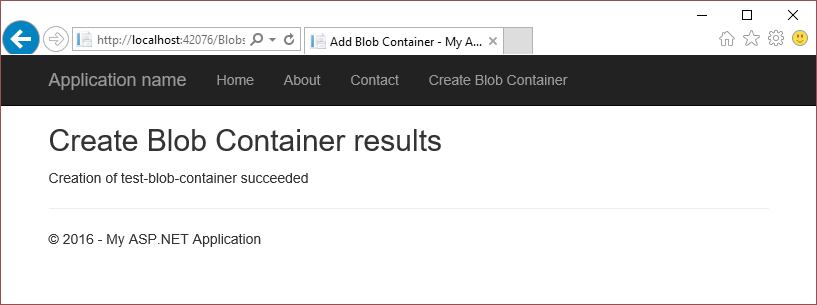 http://localhost:42076/Blobs
Add Blob Container - My A...
Application name Home About Contact Create Blob Container
Create Blob Container results
Creation of test-blob-container succeeded
© 2016 - My ASP.NET Application